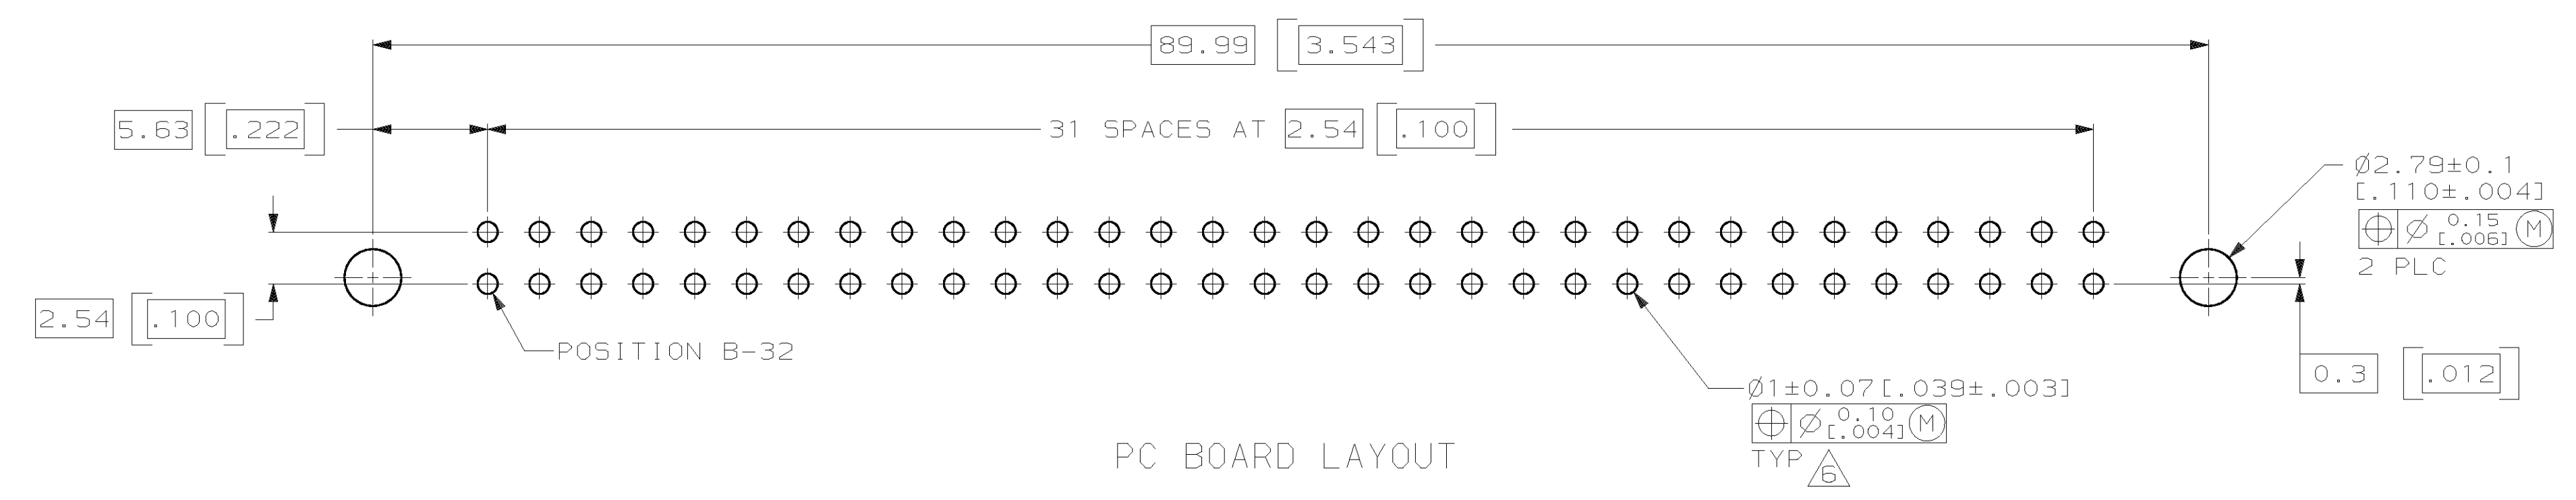 89.99 [3.543]
5.63 [.222]
31 SPACES AT 2.54 [.100]
Ø2.79±0.1
[.110±.004]
⌖ Ø 0.15 [.006] Ⓜ
2 PLC
2.54 [.100]
POSITION B-32
0.3 [.012]
Ø1±0.07[.039±.003]
⌖ Ø 0.10 [.004] Ⓜ
TYP 6
PC BOARD LAYOUT